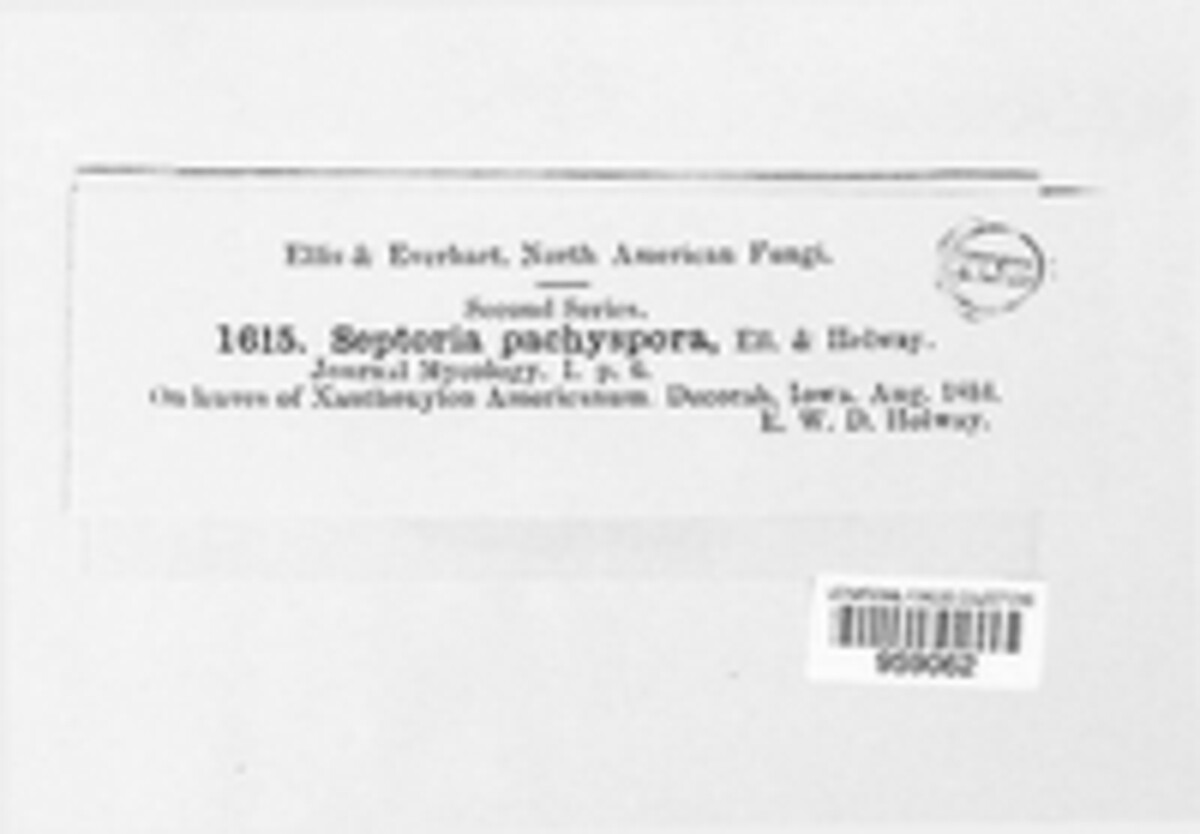 Ellis & Everhart, North American Fungi.
Second Series.
1615. Septoria pachyspora, Ell. & Holway.
Journal Mycology, I. p. 6.
On leaves of Xanthoxylon Americanum Decorah, Iowa. Aug.
E. W. D. Holway.
959062